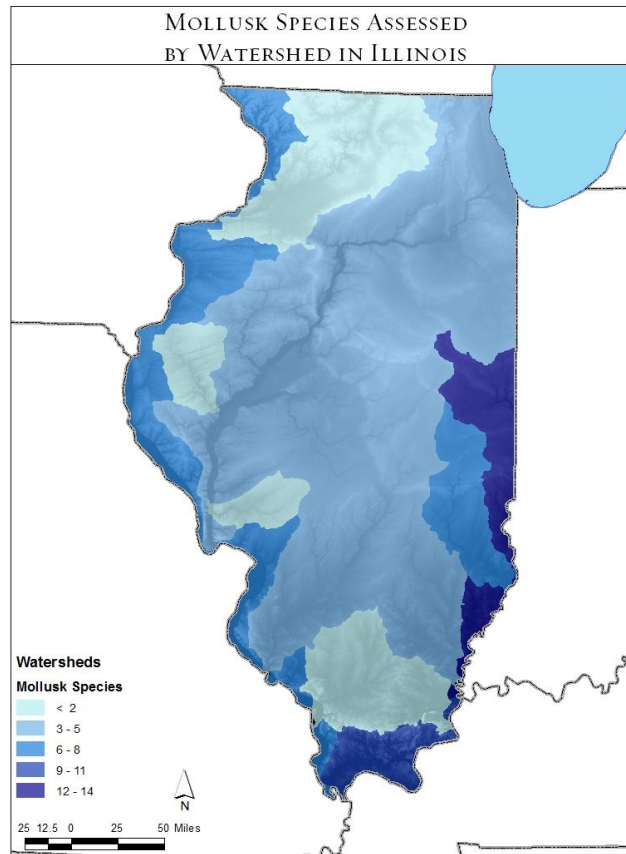 Mollusk Species Assessed
by Watershed in Illinois
Watersheds
Mollusk Species
< 2
3 - 5
6 - 8
9 - 11
12 - 14
N
25 12.5 0 25 50 Miles